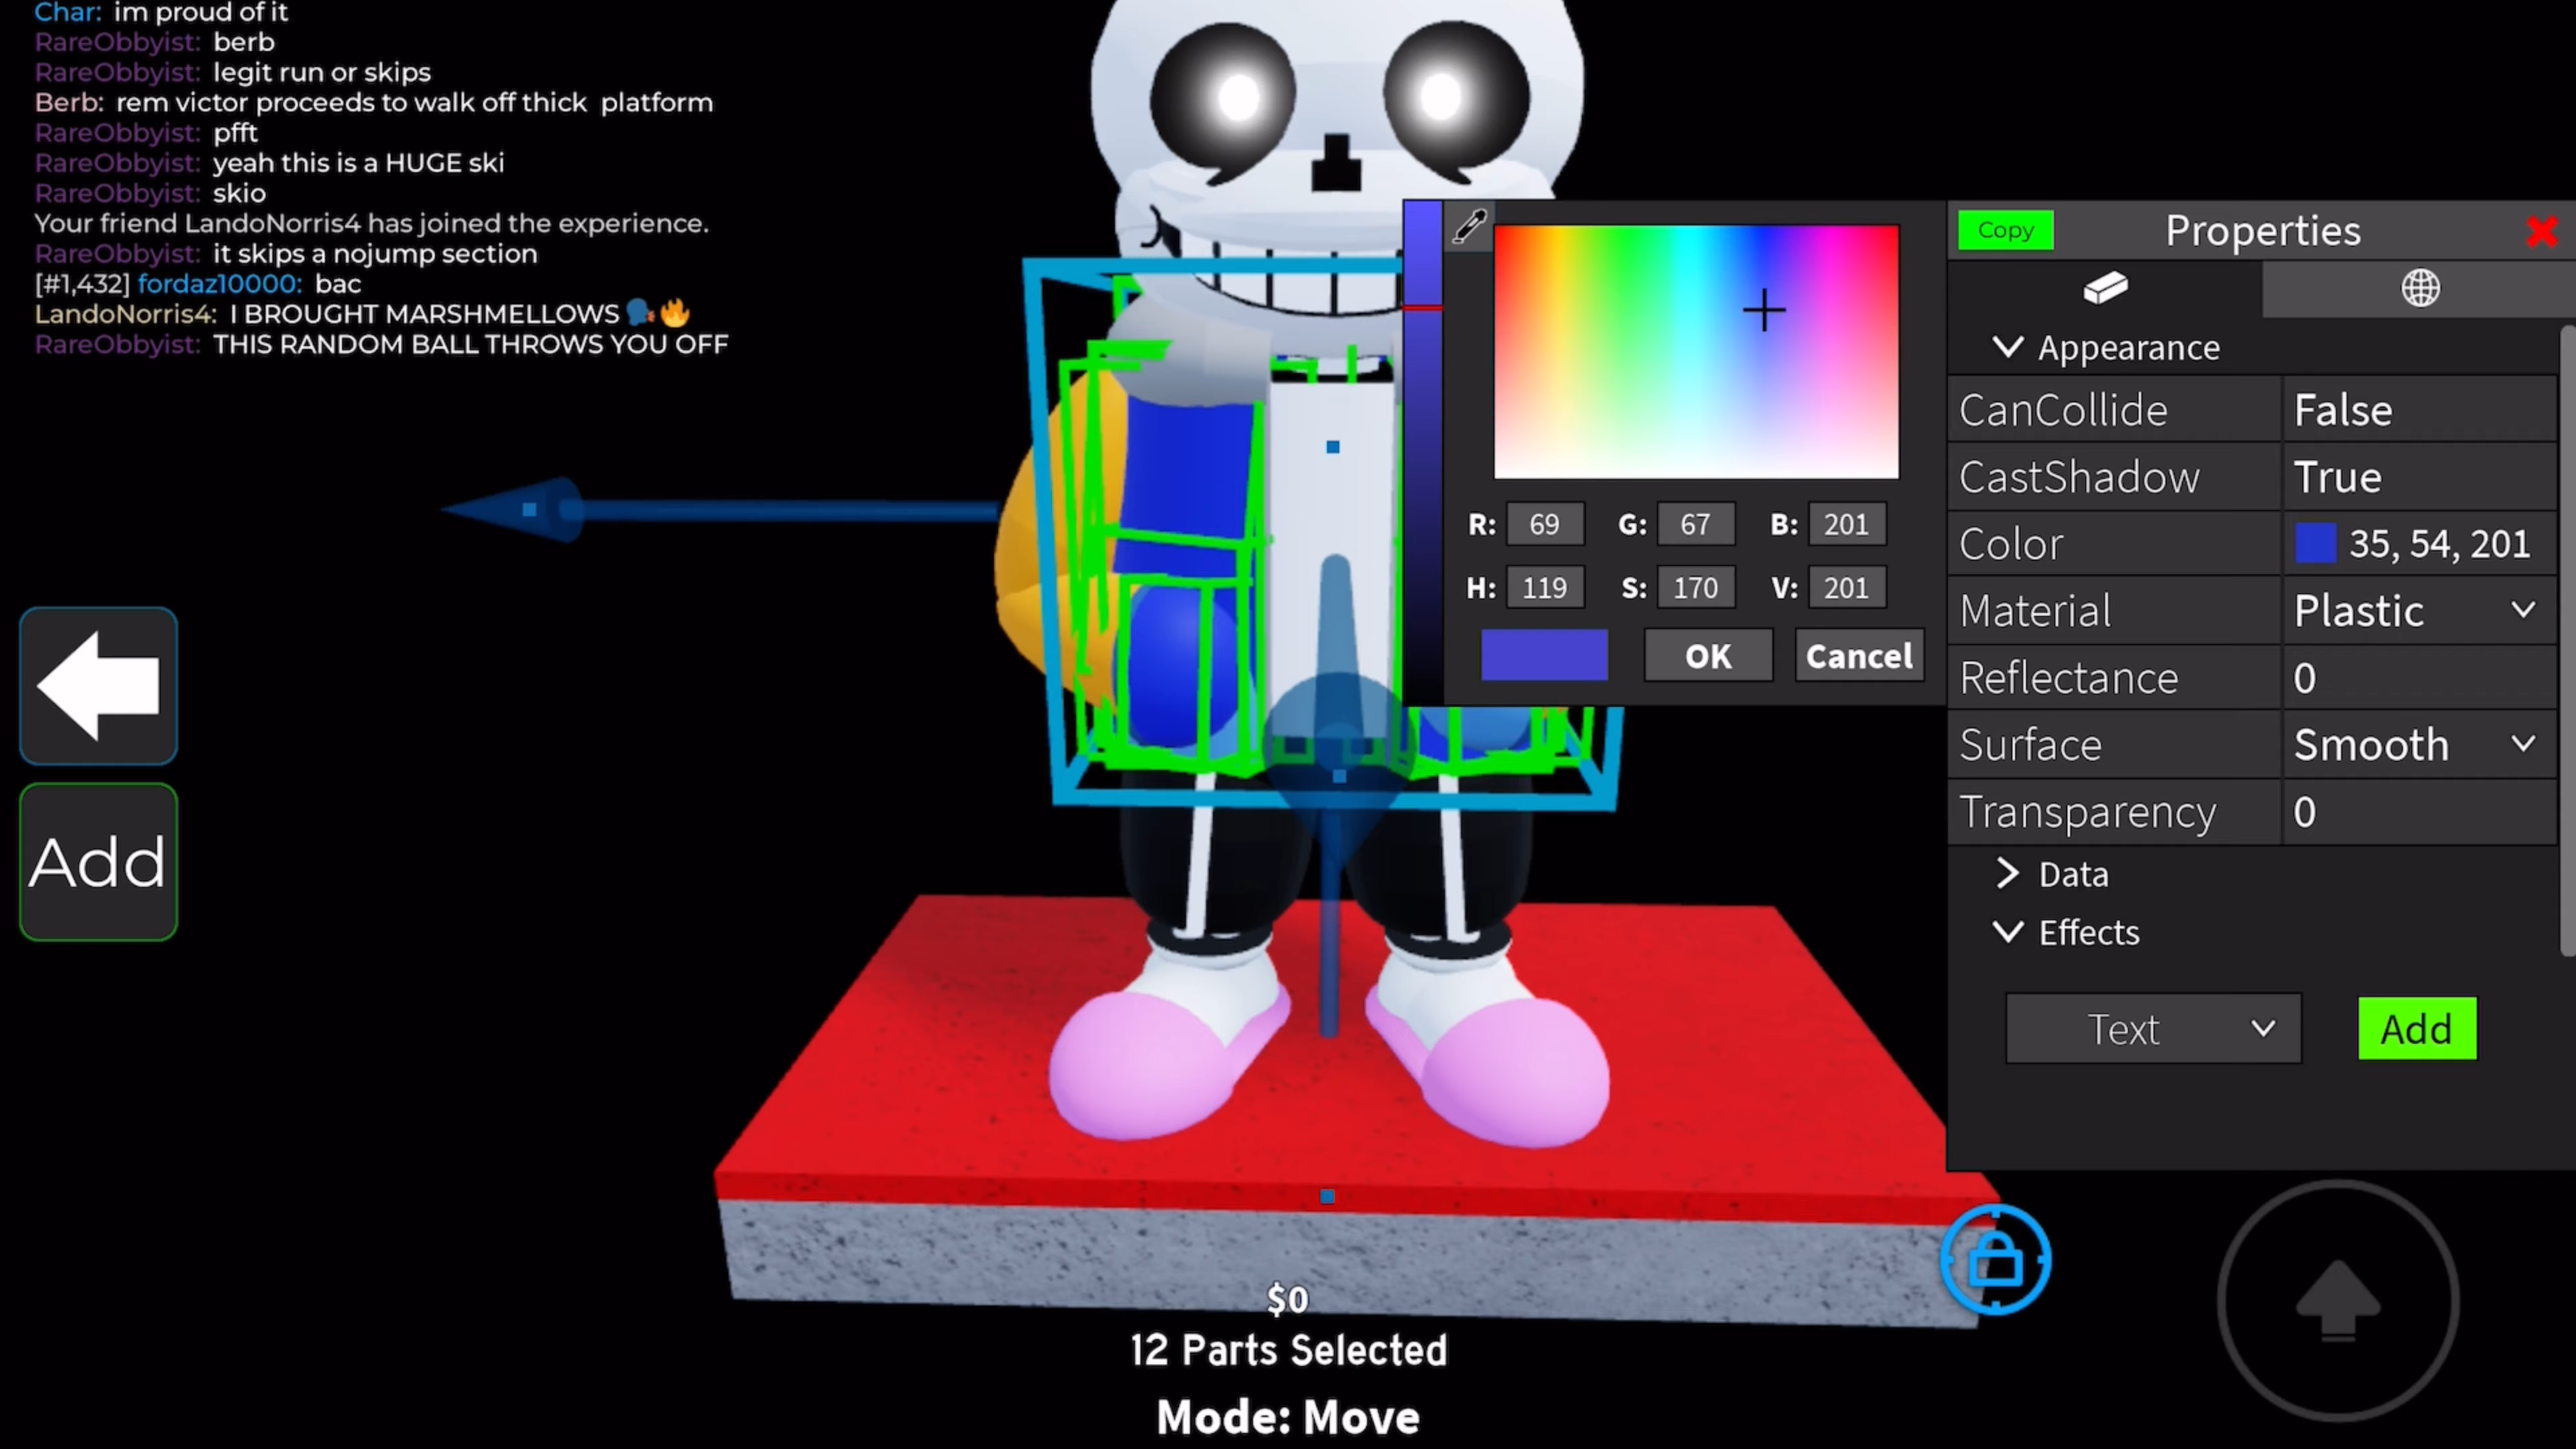 Char: im proud of it
RareObbyist: berb
RareObbyist: legit run or skips
Berb: rem victor proceeds to walk off thick platform
RareObbyist: pfft
RareObbyist: yeah this is a HUGE ski
RareObbyist: skio
Your friend LandoNorris4 has joined the experience.
RareObbyist: it skips a nojump section
[#1,432] fordaz10000: bac
LandoNorris4: I BROUGHT MARSHMELLOWS 🗣🔥
RareObbyist: THIS RANDOM BALL THROWS YOU OFF
Add
R: 69 G: 67 B: 201
H: 119 S: 170 V: 201
OK Cancel
Copy Properties
Appearance
CanCollide False
CastShadow True
Color 35, 54, 201
Material Plastic
Reflectance 0
Surface Smooth
Transparency 0
Data
Effects
Text Add
$0
12 Parts Selected
Mode: Move